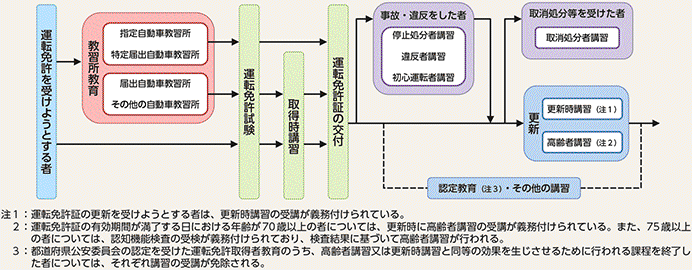 運転免許を受けようとする者
教習所教育
指定自動車教習所
特定届出自動車教習所
届出自動車教習所
その他の自動車教習所
運転免許試験
取得時講習
運転免許証の交付
事故・違反をした者
停止処分者講習
違反者講習
初心運転者講習
取消処分等を受けた者
取消処分者講習
更新
更新時講習（注１）
高齢者講習（注２）
認定教育（注３）・その他の講習
注１：運転免許証の更新を受けようとする者は、更新時講習の受講が義務付けられている。
２：運転免許証の有効期間が満了する日における年齢が70歳以上の者については、更新時に高齢者講習の受講が義務付けられている。また、75歳以上
の者については、認知機能検査の受検が義務付けられており、検査結果に基づいて高齢者講習が行われる。
３：都道府県公安委員会の認定を受けた運転免許取得者教育のうち、高齢者講習又は更新時講習と同等の効果を生じさせるために行われる課程を終了し
た者については、それぞれ講習の受講が免除される。